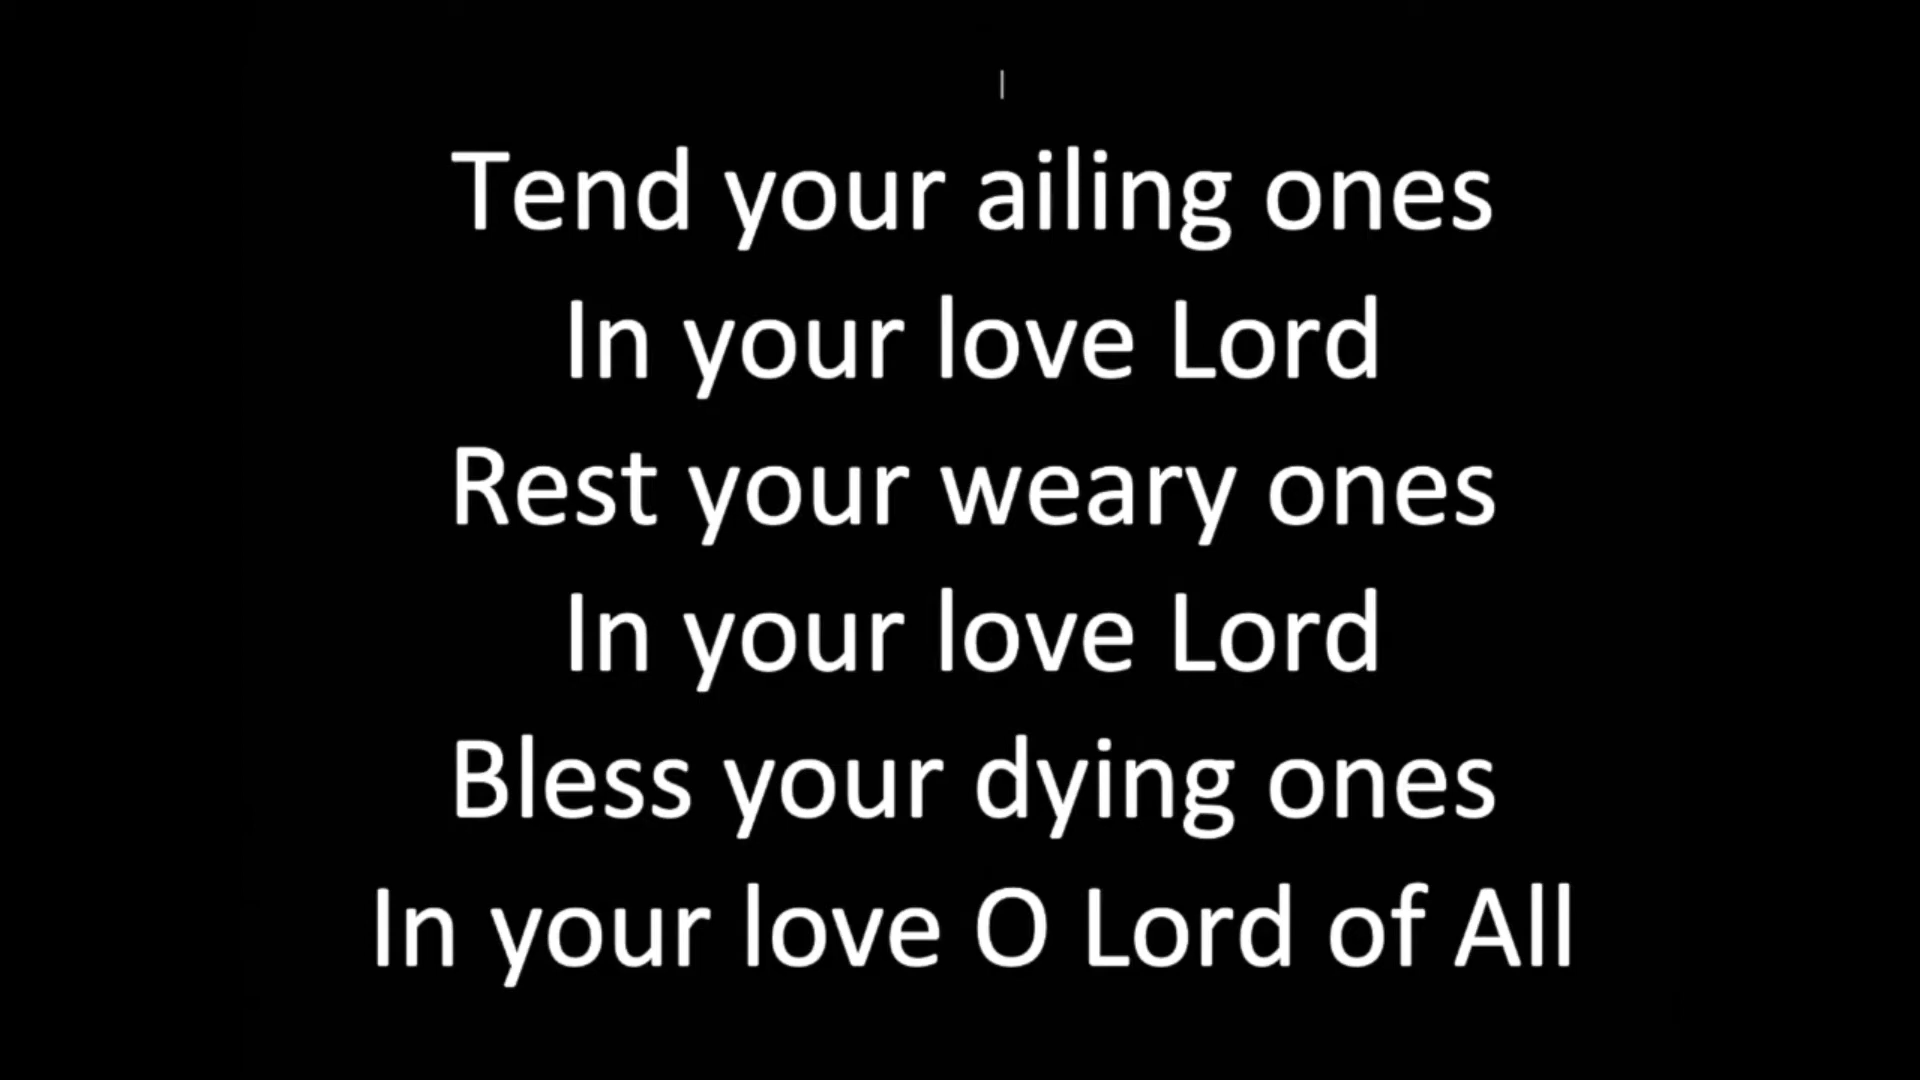 Tend your ailing ones
In your love Lord
Rest your weary ones
In your love Lord
Bless your dying ones
In your love O Lord of All